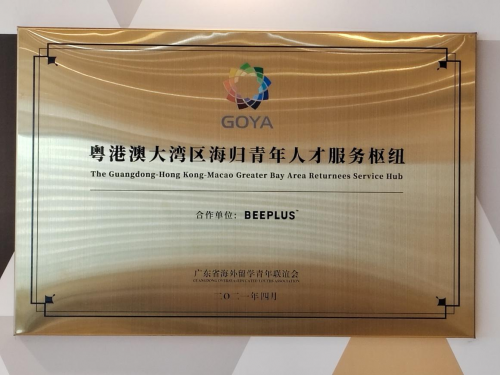 GOYA
粤港澳大湾区海归青年人才服务枢纽
The Guangdong-Hong Kong-Macao Greater Bay Area Returnees Service Hub
合作单位：BEEPLUS
广东省海外留学青年联谊会
二〇二一年四月